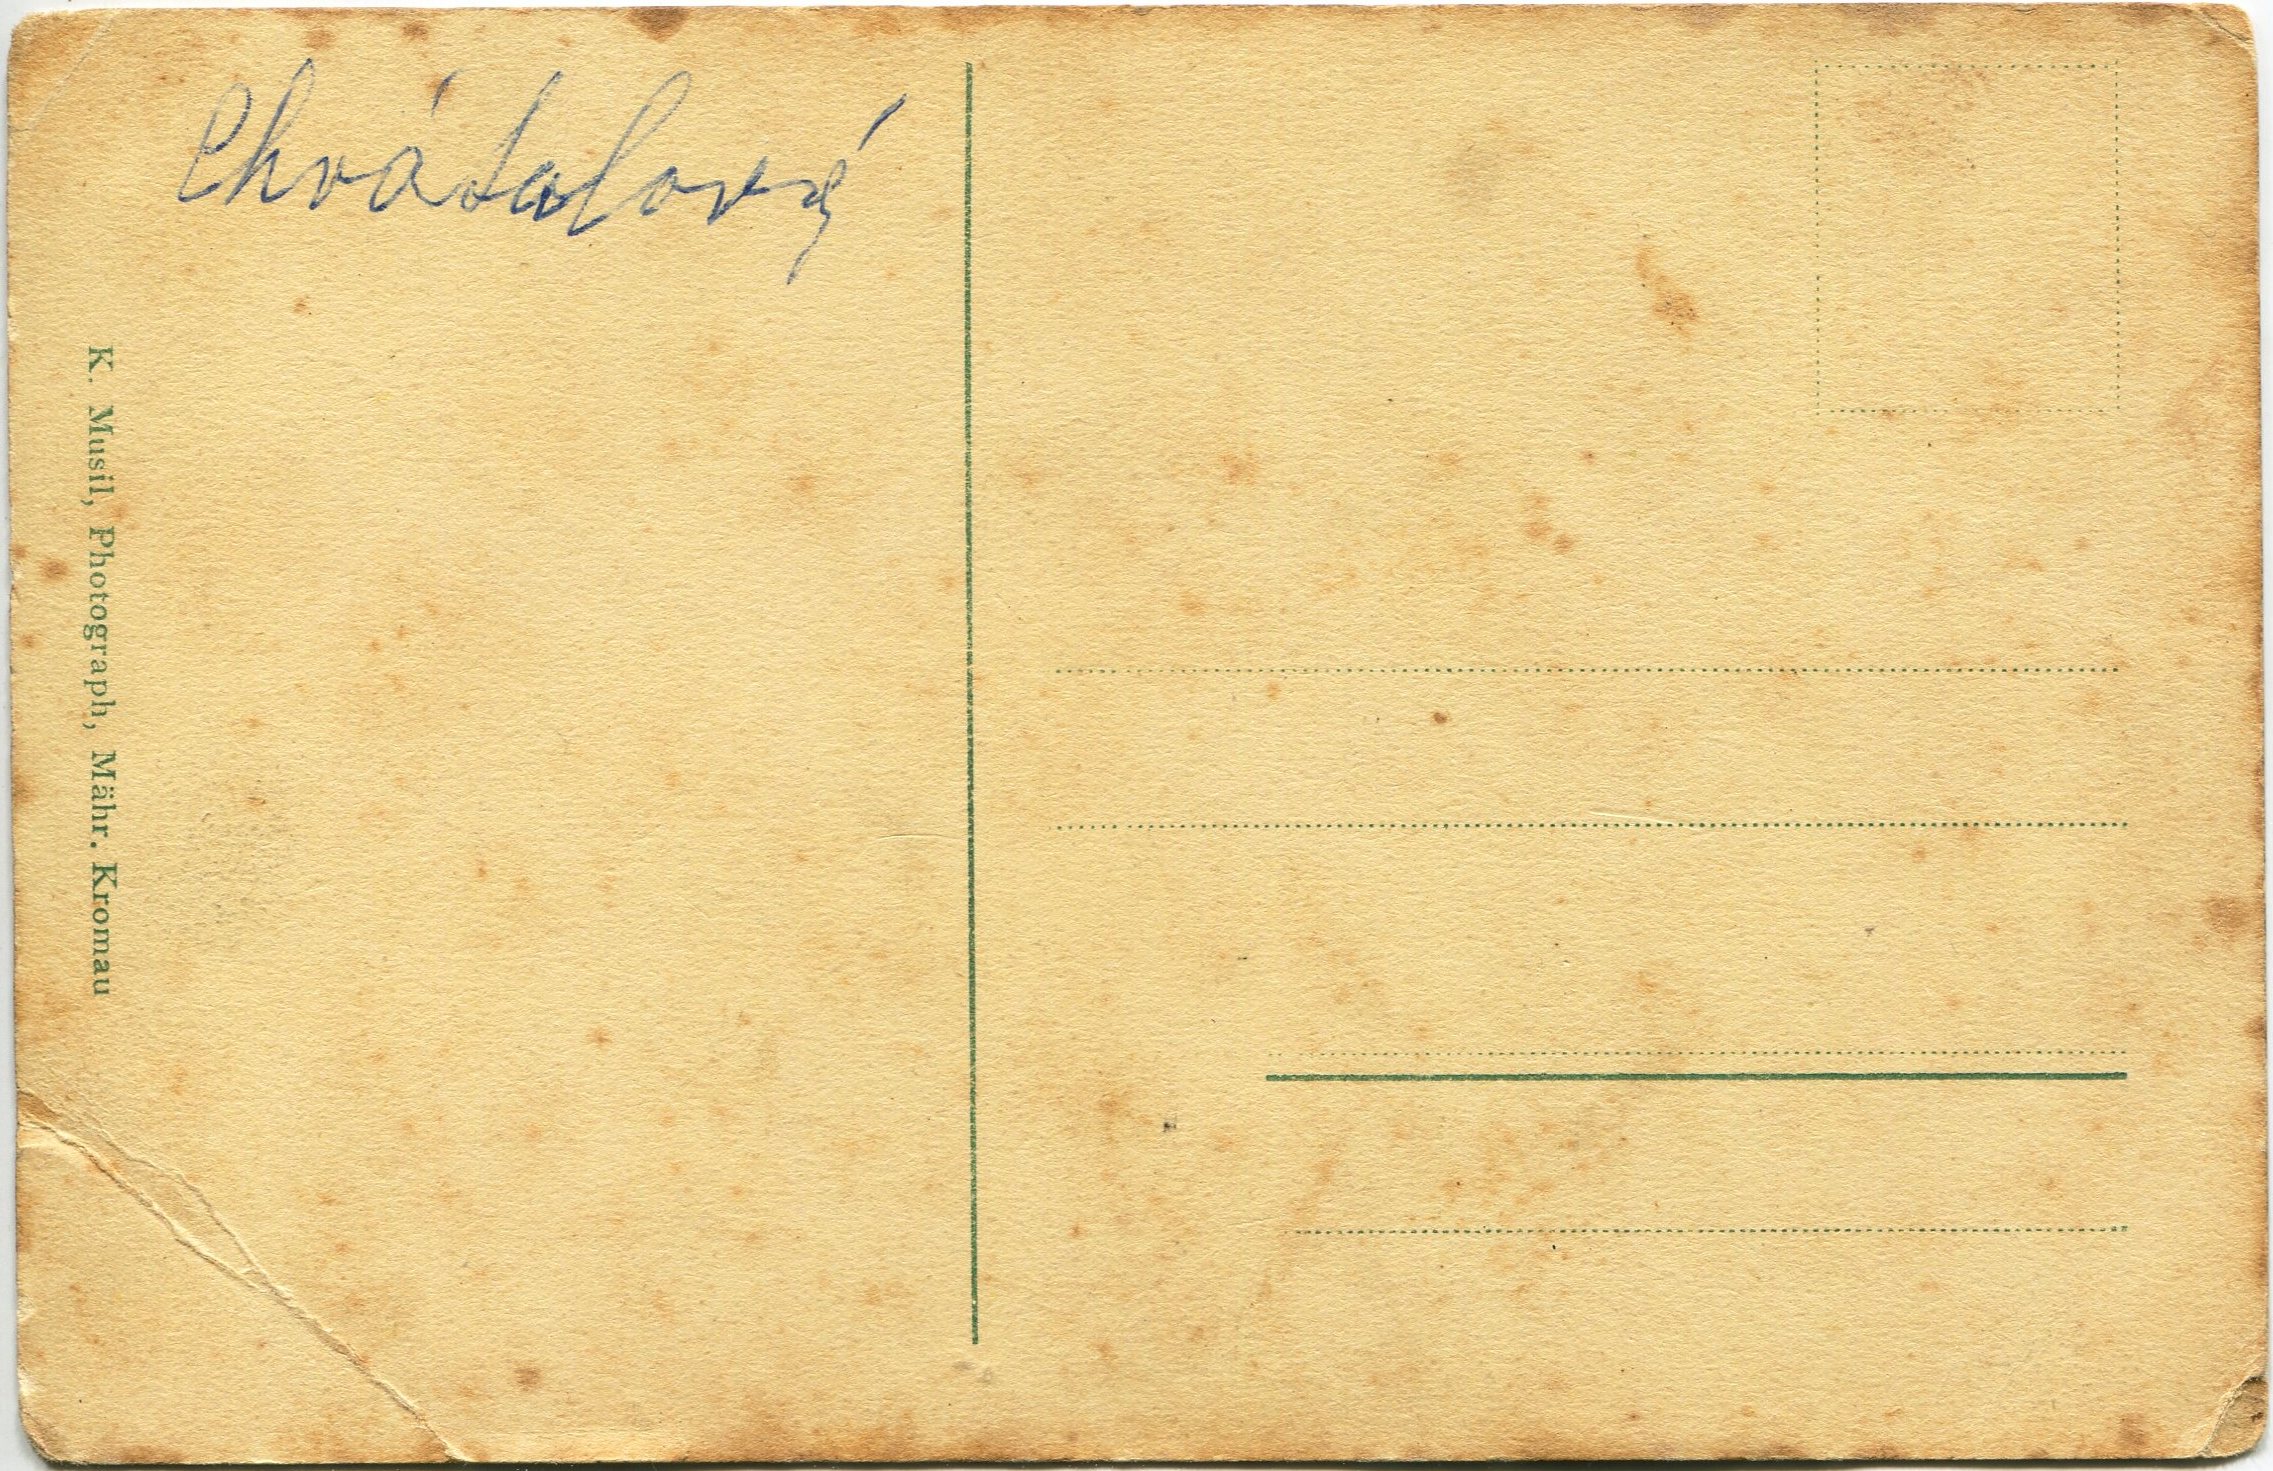 Chvátalová
K. Musil, Photograph, Mähr. Kromau